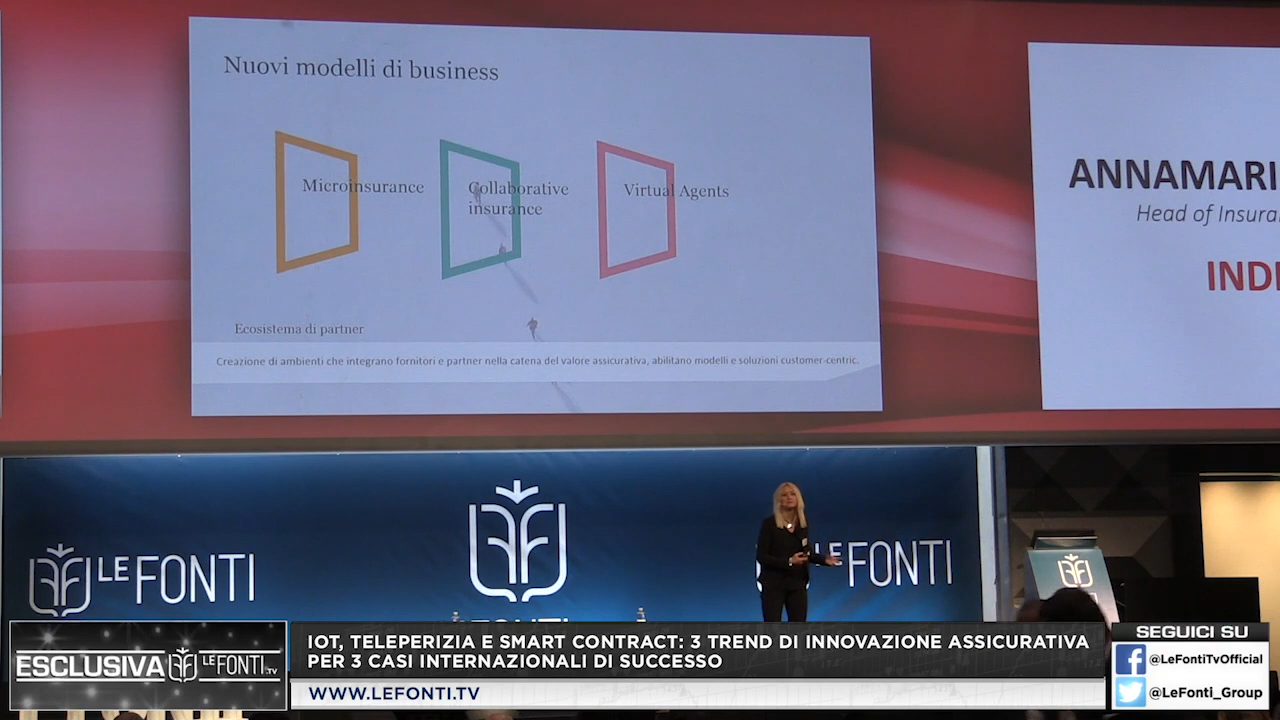 Nuovi modelli di business
Microinsurance
Collaborative
insurance
Virtual Agents
Ecosistema di partner
Creazione di ambienti che integrano fornitori e partner nella catena del valore assicurativa, abilitano modelli e soluzioni customer-centric.
ANNAMARI
Head of Insura
INDI
LE FONTI
LE FONTI
ESCLUSIVA LE FONTI.TV
IOT, TELEPERIZIA E SMART CONTRACT: 3 TREND DI INNOVAZIONE ASSICURATIVA
PER 3 CASI INTERNAZIONALI DI SUCCESSO
WWW.LEFONTI.TV
SEGUICI SU
@LeFontiTvOfficial
@LeFonti_Group